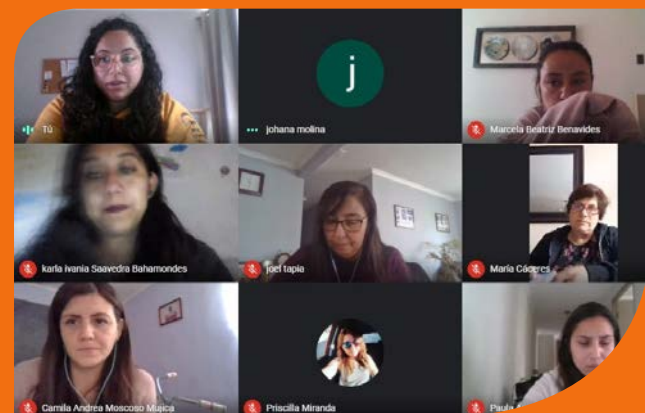 Tú
j
johana molina
Marcela Beatriz Benavides
karla Ivania Saavedra Bahamondes
joel tapia
María Cáceres
Camila Andrea Moscoso Mujica
Priscilla Miranda
Paula